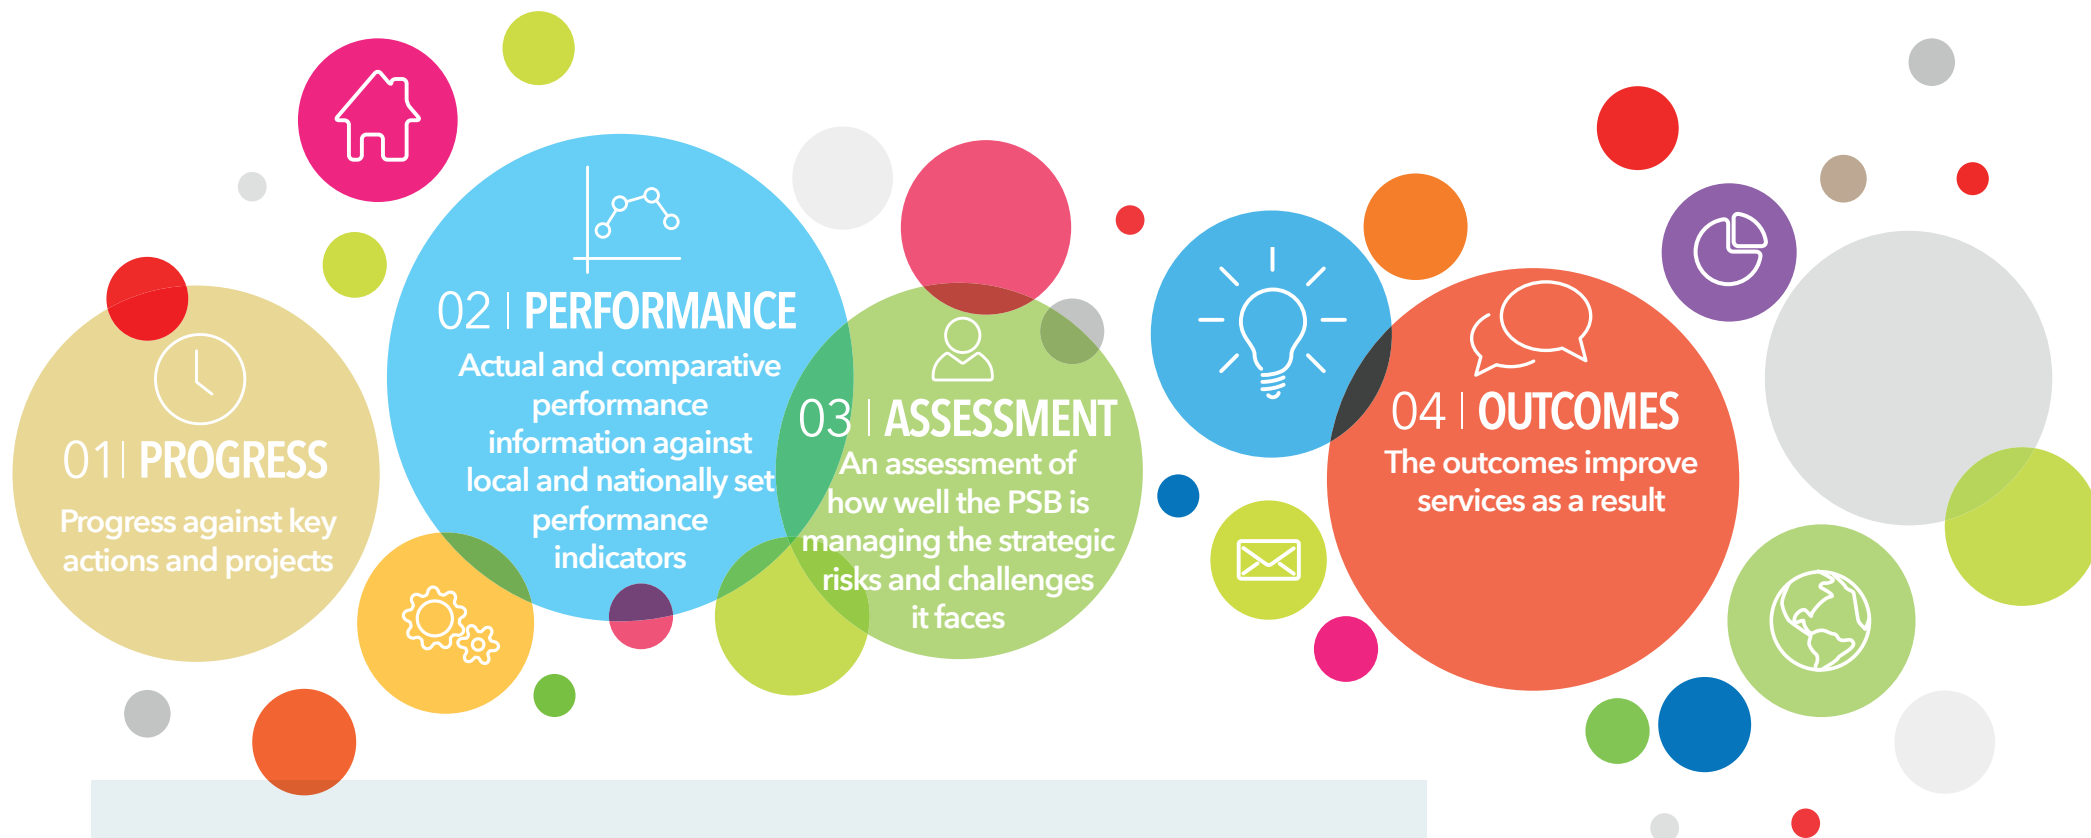 01 | PROGRESS
Progress against key
actions and projects
02 | PERFORMANCE
Actual and comparative
performance
information against
local and nationally set
performance
indicators
03 | ASSESSMENT
An assessment of
how well the PSB is
managing the strategic
risks and challenges
it faces
04 | OUTCOMES
The outcomes improve
services as a result